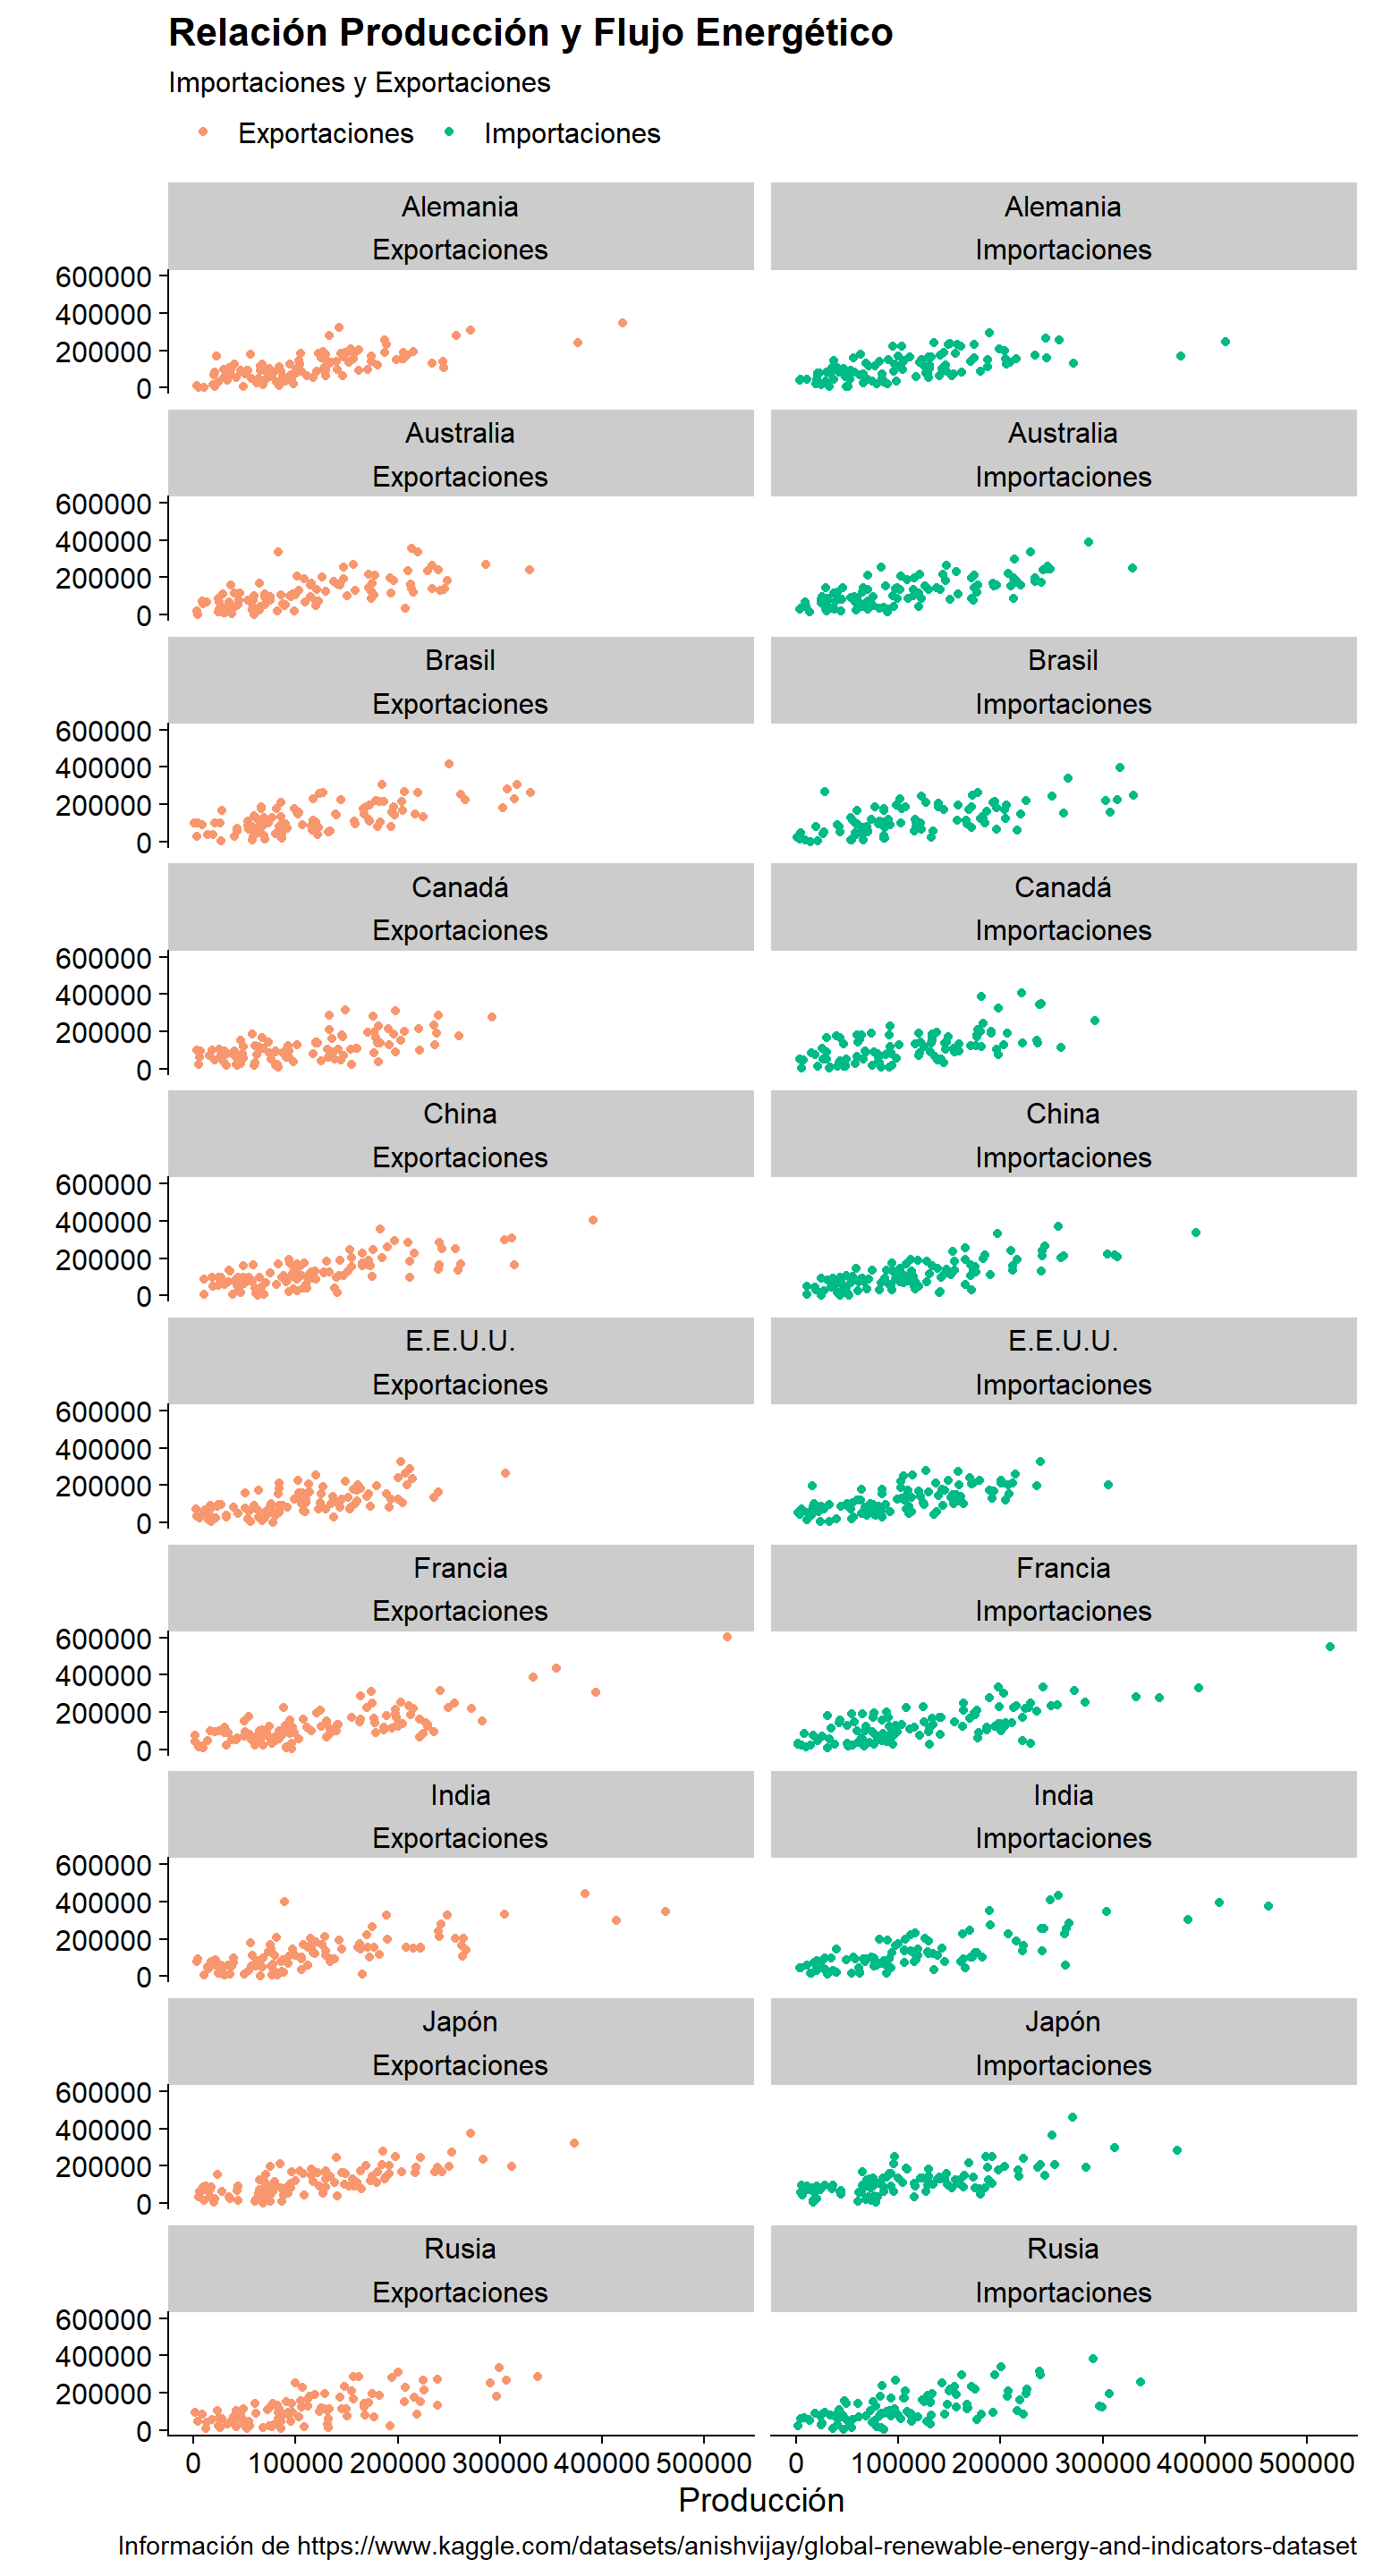 Relación Producción y Flujo Energético
Importaciones y Exportaciones
Exportaciones Importaciones
Alemania Alemania
Exportaciones Importaciones
600000
400000
200000
0
Australia Australia
Exportaciones Importaciones
600000
400000
200000
0
Brasil Brasil
Exportaciones Importaciones
600000
400000
200000
0
Canadá Canadá
Exportaciones Importaciones
600000
400000
200000
0
China China
Exportaciones Importaciones
600000
400000
200000
0
E.E.U.U. E.E.U.U.
Exportaciones Importaciones
600000
400000
200000
0
Francia Francia
Exportaciones Importaciones
600000
400000
200000
0
India India
Exportaciones Importaciones
600000
400000
200000
0
Japón Japón
Exportaciones Importaciones
600000
400000
200000
0
Rusia Rusia
Exportaciones Importaciones
600000
400000
200000
0
0 100000 200000 300000 400000 500000 0 100000 200000 300000 400000 500000
Producción
Información de https://www.kaggle.com/datasets/anishvijay/global-renewable-energy-and-indicators-dataset